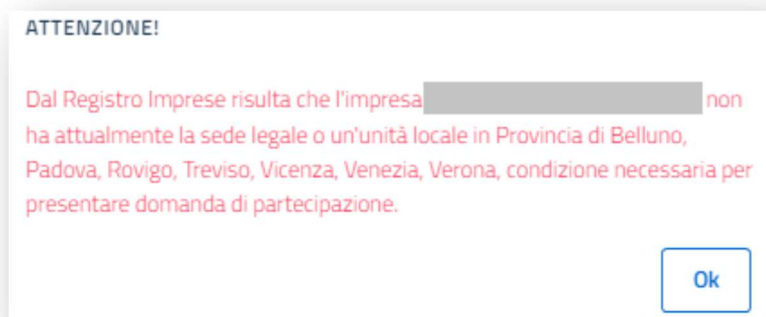 ATTENZIONE!
Dal Registro Imprese risulta che l'impresa non
ha attualmente la sede legale o un'unità locale in Provincia di Belluno,
Padova, Rovigo, Treviso, Vicenza, Venezia, Verona, condizione necessaria per
presentare domanda di partecipazione.
Ok